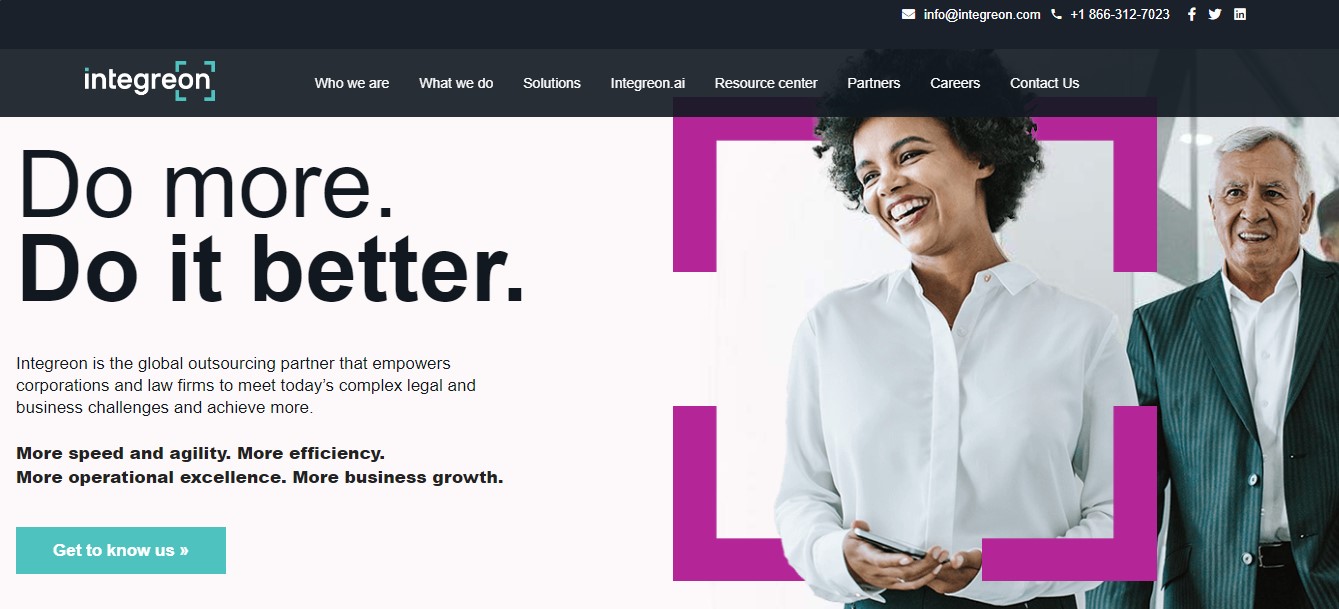 info@integreon.com +1 866-312-7023
integreon
Who we are What we do Solutions Integreon.ai Resource center Partners Careers Contact Us
Do more.
Do it better.
Integreon is the global outsourcing partner that empowers
corporations and law firms to meet today’s complex legal and
business challenges and achieve more.
More speed and agility. More efficiency.
More operational excellence. More business growth.
Get to know us »